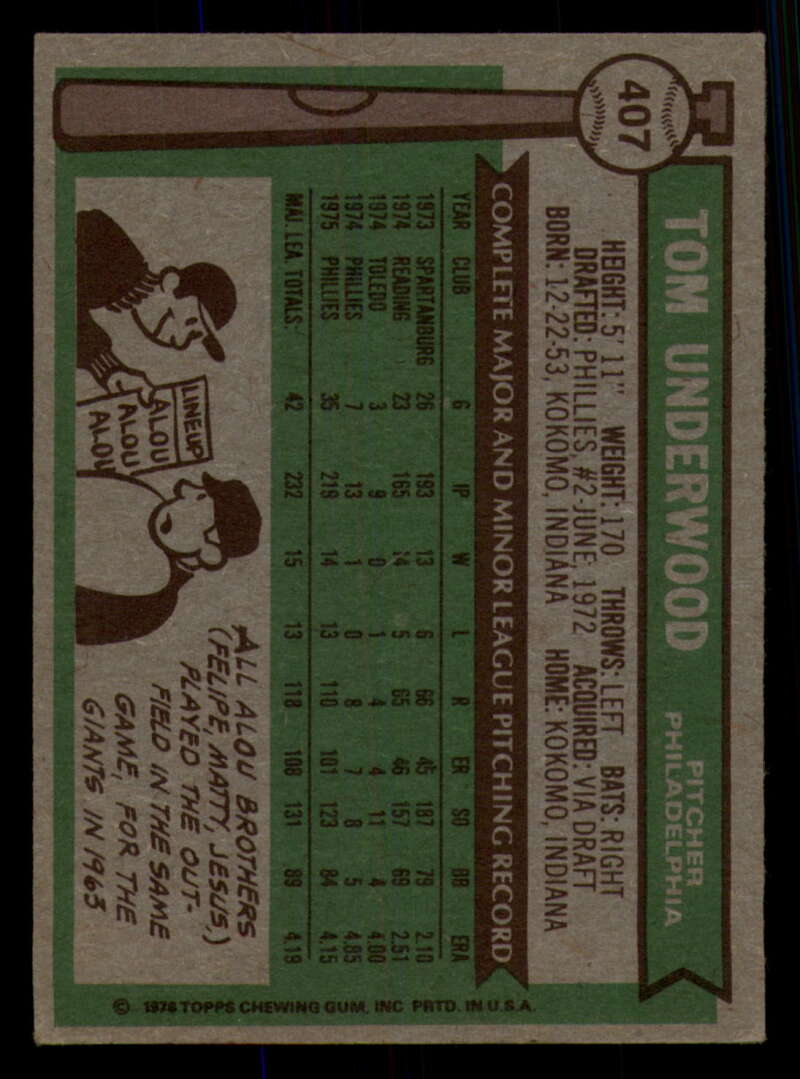 407
TOM UNDERWOOD
PITCHER
PHILADELPHIA
HEIGHT: 5' 11" WEIGHT: 170 THROWS: LEFT BATS: RIGHT
DRAFTED: PHILLIES #2-JUNE, 1972 ACQUIRED: VIA DRAFT
BORN: 12-22-53, KOKOMO, INDIANA HOME: KOKOMO, INDIANA
COMPLETE MAJOR AND MINOR LEAGUE PITCHING RECORD
YEAR CLUB G IP W L R ER SO BB ERA
1973 SPARTANBURG 26 193 13 6 66 45 187 79 2.10
1974 READING 23 165 14 5 65 46 157 69 2.51
1974 TOLEDO 3 9 0 1 4 4 11 4 4.00
1974 PHILLIES 7 13 1 0 8 7 8 5 4.85
1975 PHILLIES 35 219 14 13 110 101 123 84 4.15
MAJ. LEA. TOTALS 42 232 15 13 118 108 131 89 4.19
LINEUP
ALOU
ALOU
ALOU
ALL ALOU BROTHERS
(FELIPE, MATTY, JESUS,)
PLAYED THE OUT-
FIELD IN THE SAME
GAME, FOR THE
GIANTS IN 1963
© 1976 TOPPS CHEWING GUM, INC. PRTD. IN U.S.A.